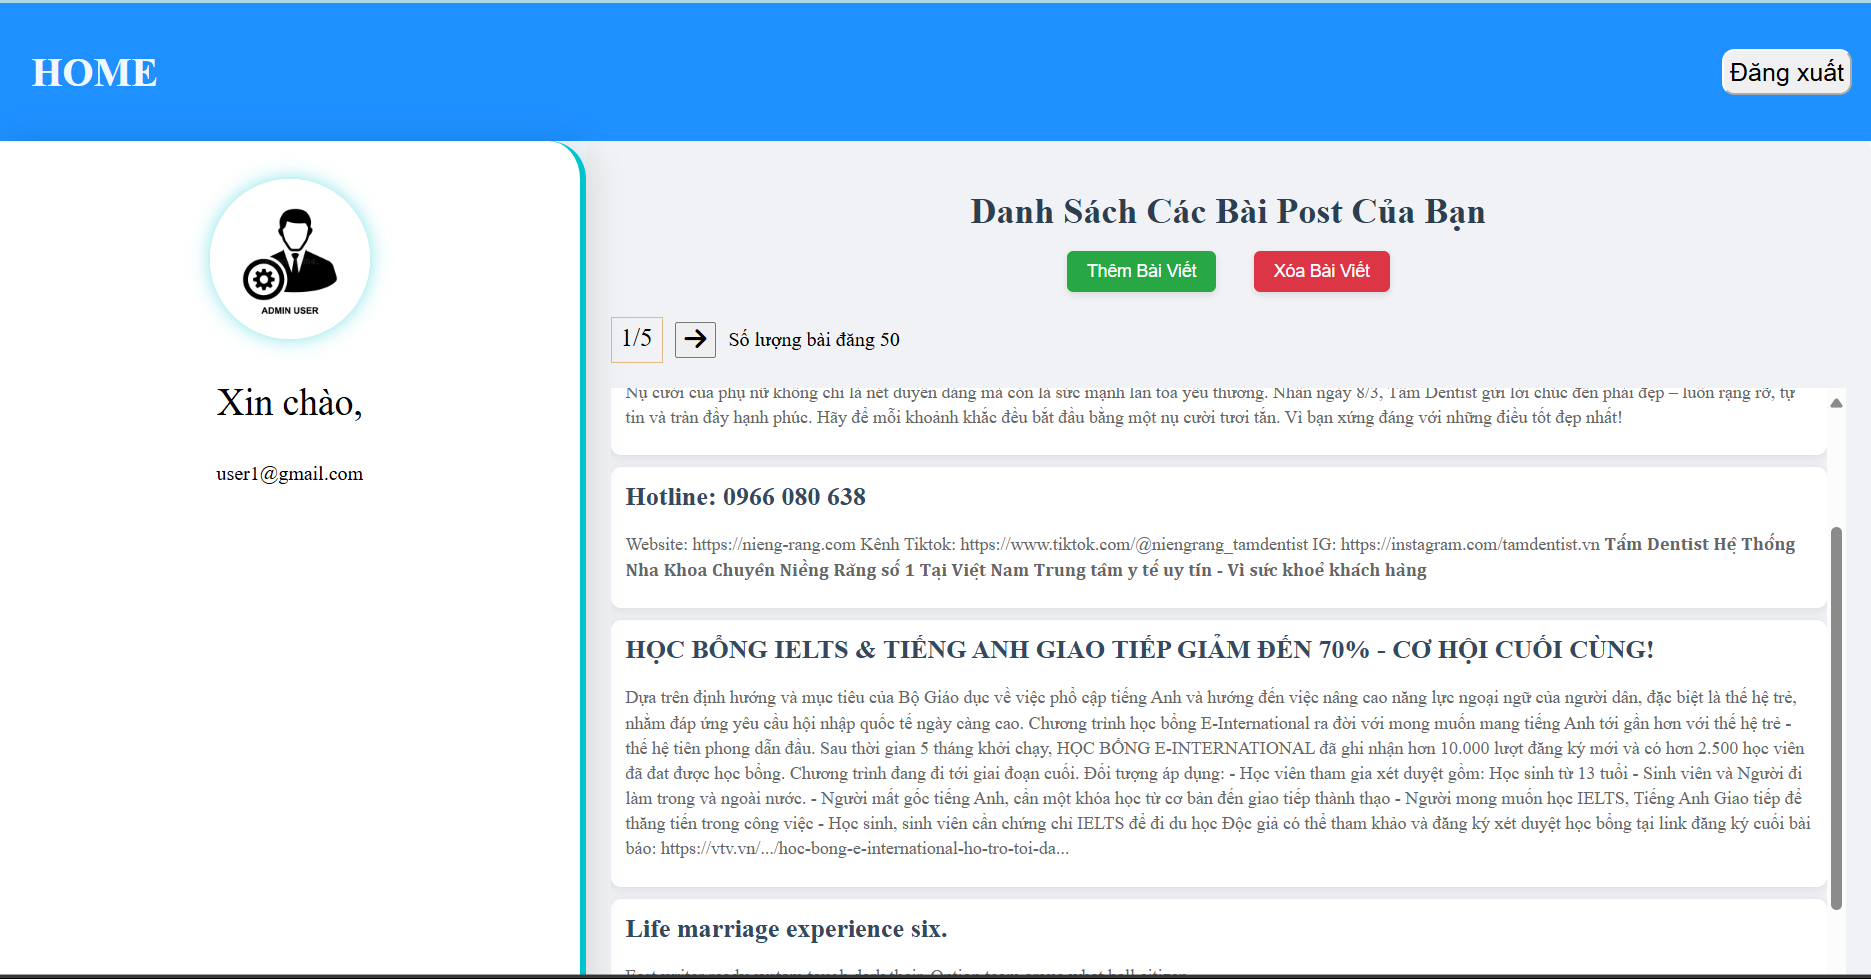 HOME
Đăng xuất
ADMIN USER
Xin chào,
user1@gmail.com
Danh Sách Các Bài Post Của Bạn
Thêm Bài Viết
Xóa Bài Viết
1/5
Số lượng bài đăng 50
Nụ cười của phụ nữ không chỉ là nét duyên dáng mà còn là sức mạnh lan tỏa yêu thương. Nhân ngày 8/3, Tâm Dentist gửi lời chúc đến phái đẹp – luôn rạng rỡ, tự
tin và tràn đầy hạnh phúc. Hãy để mỗi khoảnh khắc đều bắt đầu bằng một nụ cười tươi tắn. Vì bạn xứng đáng với những điều tốt đẹp nhất!
Hotline: 0966 080 638
Website: https://nieng-rang.com Kênh Tiktok: https://www.tiktok.com/@niengrang_tamdentist IG: https://instagram.com/tamdentist.vn Tấm Dentist Hệ Thống
Nha Khoa Chuyên Niềng Răng số 1 Tại Việt Nam Trung tâm y tế uy tín - Vì sức khoẻ khách hàng
HỌC BỔNG IELTS & TIẾNG ANH GIAO TIẾP GIẢM ĐẾN 70% - CƠ HỘI CUỐI CÙNG!
Dựa trên định hướng và mục tiêu của Bộ Giáo dục về việc phổ cập tiếng Anh và hướng đến việc nâng cao năng lực ngoại ngữ của người dân, đặc biệt là thế hệ trẻ,
nhằm đáp ứng yêu cầu hội nhập quốc tế ngày càng cao. Chương trình học bổng E-International ra đời với mong muốn mang tiếng Anh tới gần hơn với thế hệ trẻ -
thế hệ tiên phong dẫn đầu. Sau thời gian 5 tháng khởi chạy, HỌC BỔNG E-INTERNATIONAL đã ghi nhận hơn 10.000 lượt đăng ký mới và có hơn 2.500 học viên
đã đat được học bổng. Chương trình đang đi tới giai đoạn cuối. Đối tượng áp dụng: - Học viên tham gia xét duyệt gồm: Học sinh từ 13 tuổi - Sinh viên và Người đi
làm trong và ngoài nước. - Người mất gốc tiếng Anh, cần một khóa học từ cơ bản đến giao tiếp thành thạo - Người mong muốn học IELTS, Tiếng Anh Giao tiếp để
thăng tiến trong công việc - Học sinh, sinh viên cần chứng chỉ IELTS để đi du học Độc giả có thể tham khảo và đăng ký xét duyệt học bổng tại link đăng ký cuối bài
báo: https://vtv.vn/.../hoc-bong-e-international-ho-tro-toi-da...
Life marriage experience six.